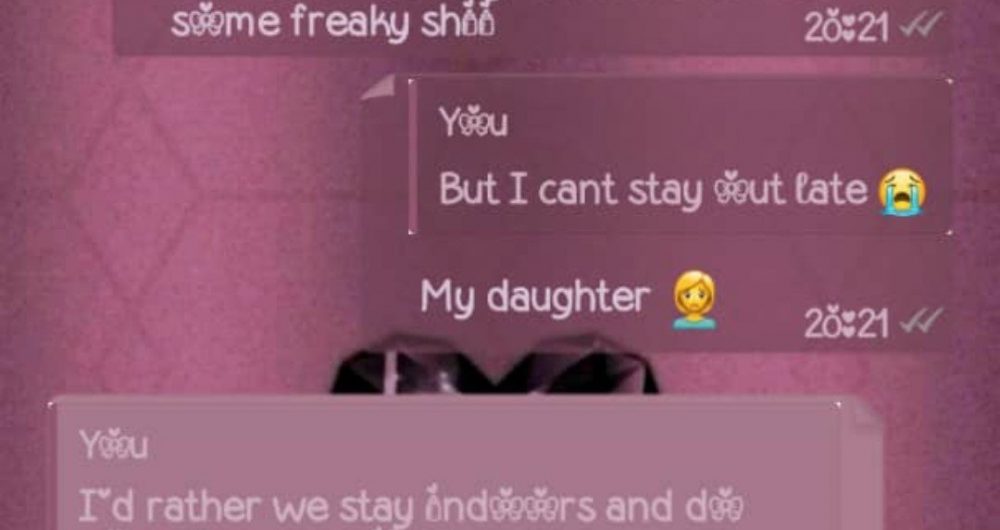 some freaky shii
20:21
You
But I cant stay out late 😭
My daughter 🙍‍♀️
20:21
You
I'd rather we stay indoors and do